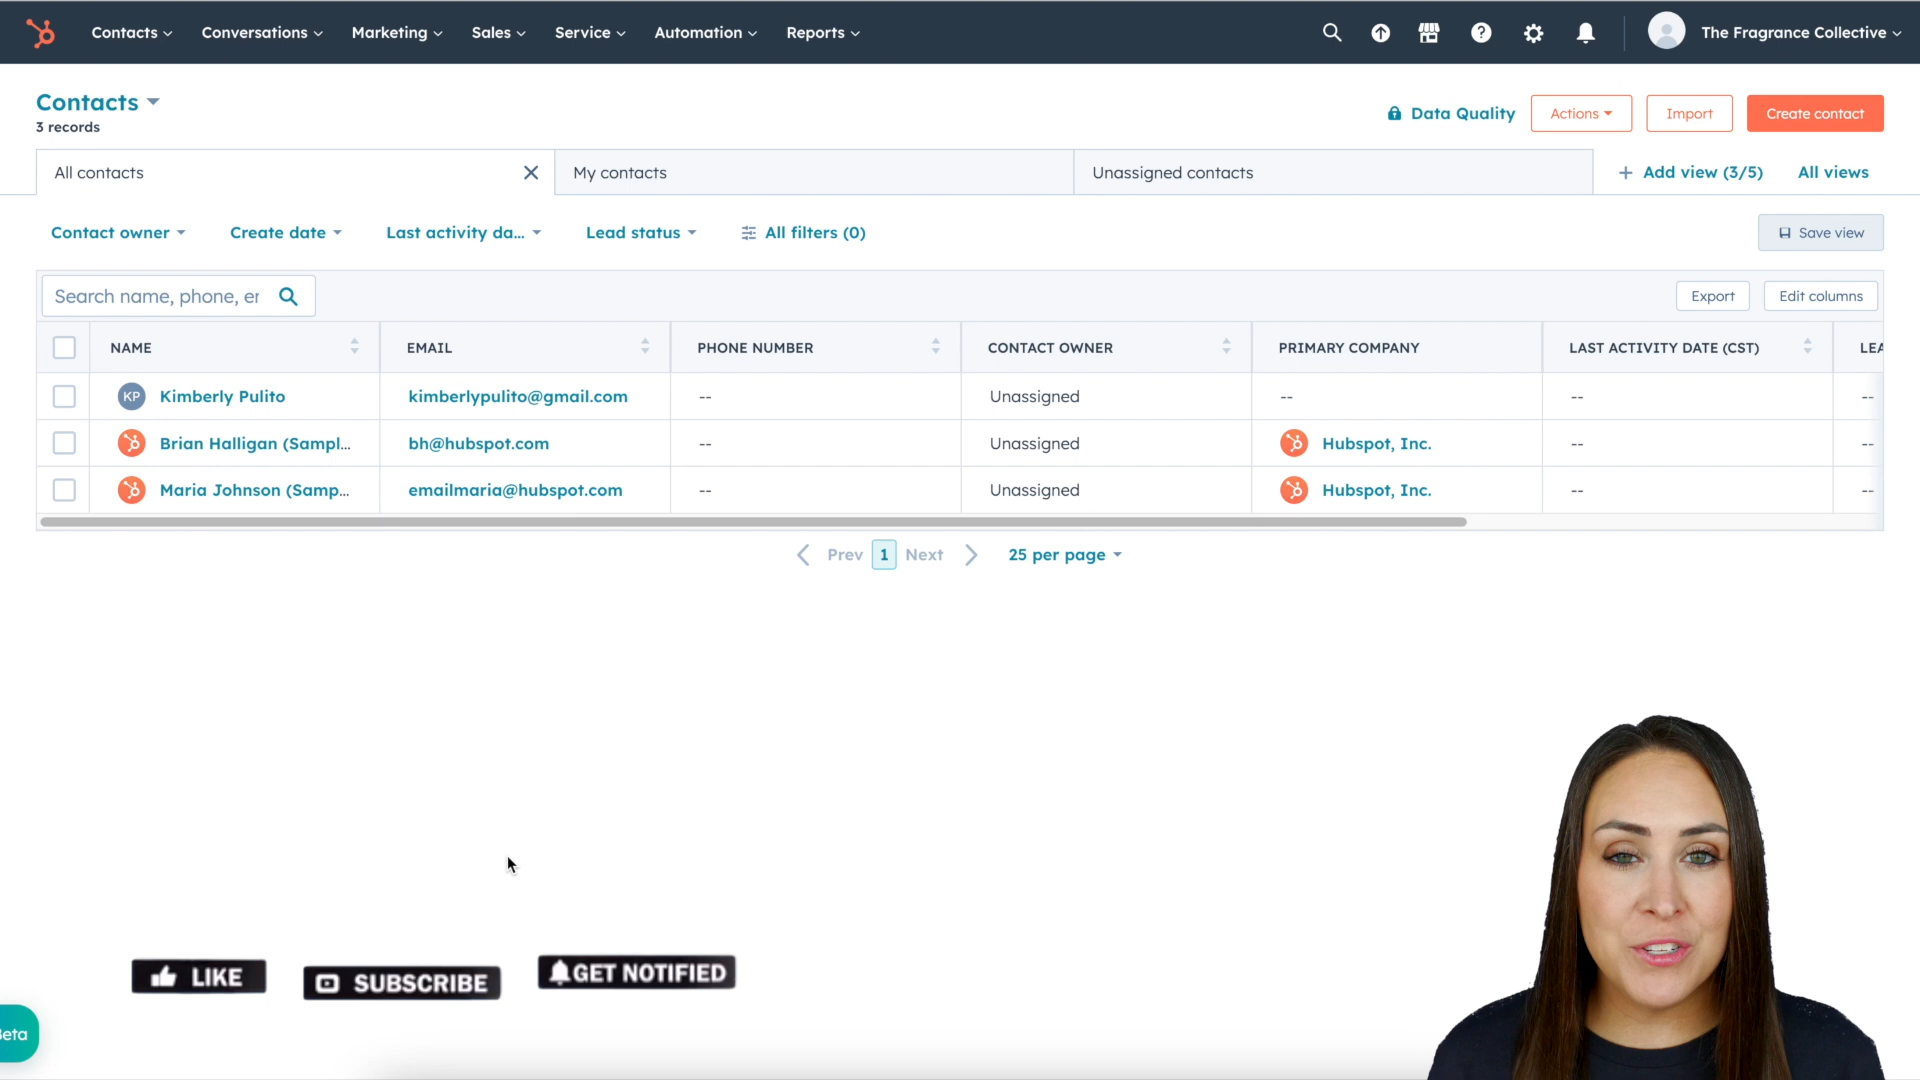 Contacts Conversations Marketing Sales Service Automation Reports The Fragrance Collective
Contacts
3 records
Data Quality Actions Import Create contact
All contacts My contacts Unassigned contacts + Add view (3/5) All views
Contact owner Create date Last activity da... Lead status All filters (0) Save view
Search name, phone, er Export Edit columns
NAME EMAIL PHONE NUMBER CONTACT OWNER PRIMARY COMPANY LAST ACTIVITY DATE (CST) LEA
KP Kimberly Pulito kimberlypulito@gmail.com -- Unassigned -- -- --
Brian Halligan (Sampl... bh@hubspot.com -- Unassigned Hubspot, Inc. -- --
Maria Johnson (Samp... emailmaria@hubspot.com -- Unassigned Hubspot, Inc. -- --
Prev 1 Next 25 per page
LIKE SUBSCRIBE GET NOTIFIED
Beta